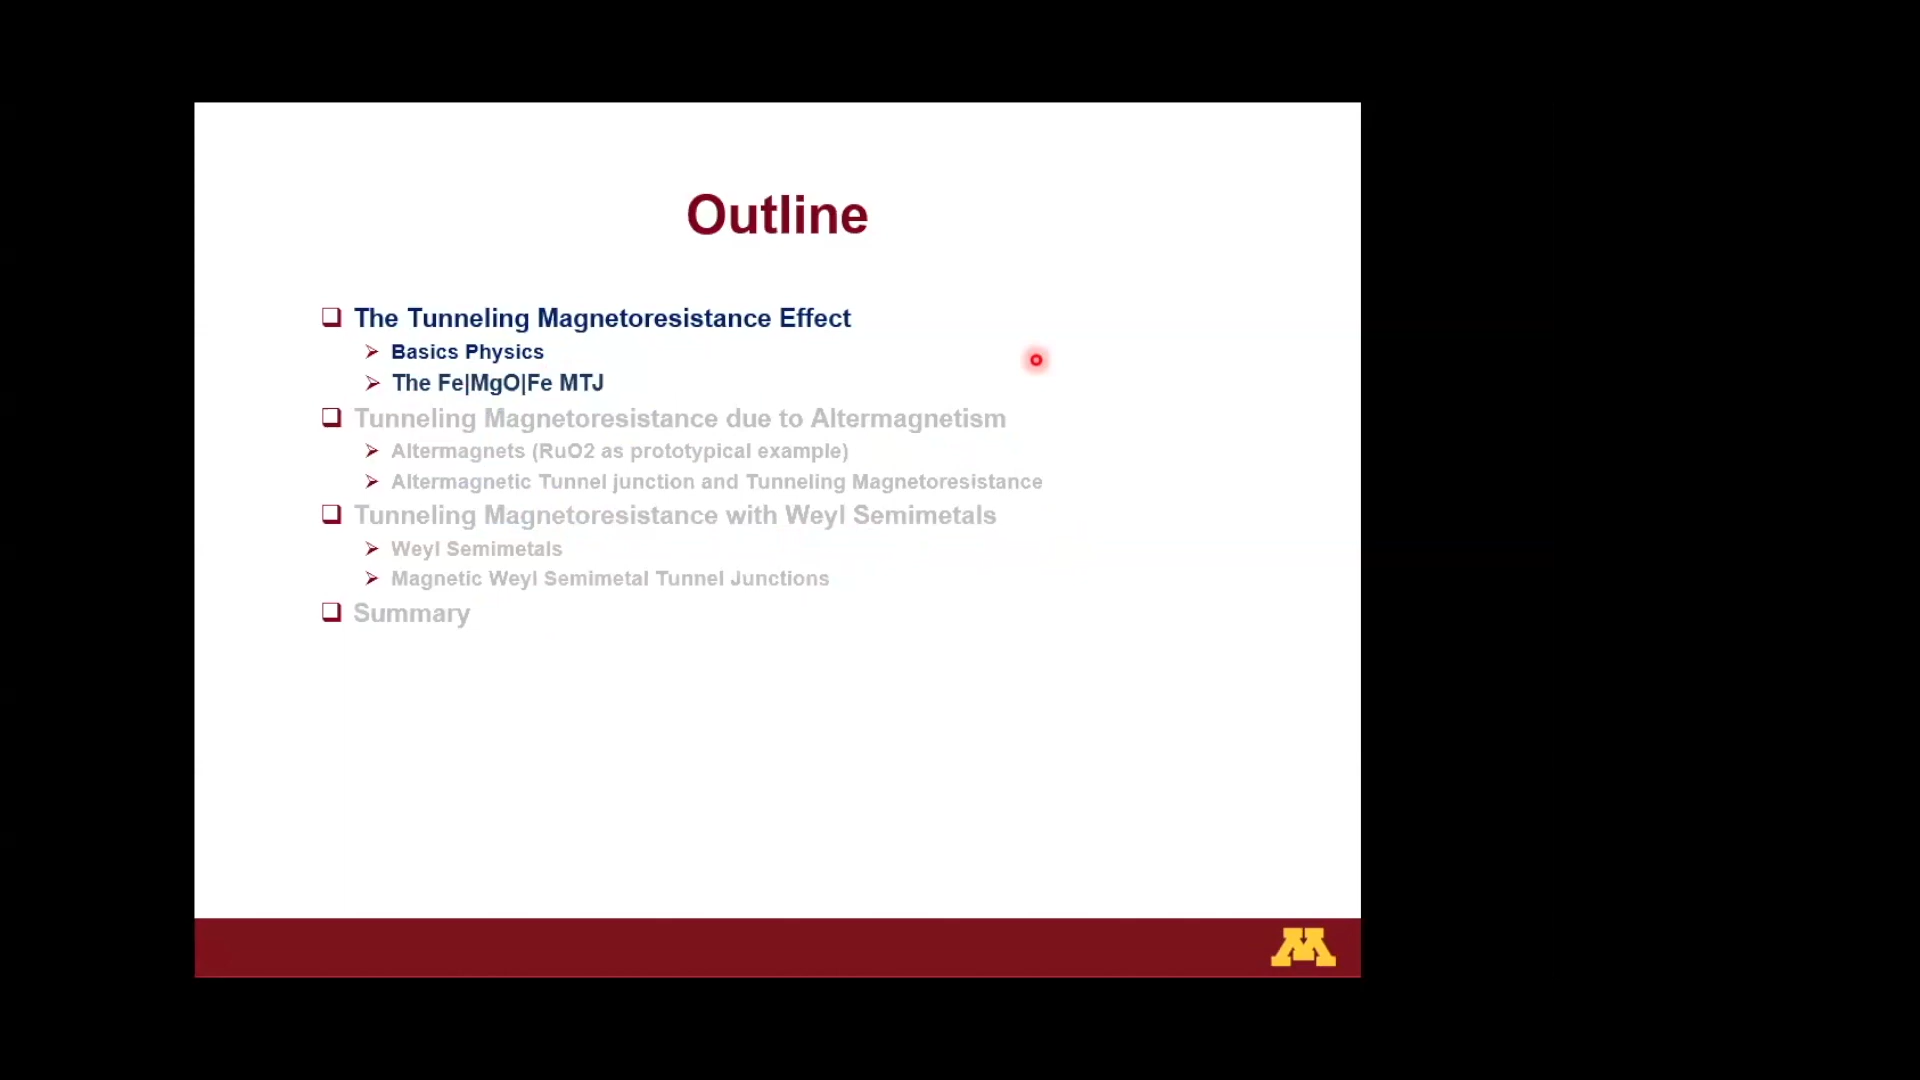 Outline
The Tunneling Magnetoresistance Effect
Basics Physics
The Fe|MgO|Fe MTJ
Tunneling Magnetoresistance due to Altermagnetism
Altermagnets (RuO2 as prototypical example)
Altermagnetic Tunnel junction and Tunneling Magnetoresistance
Tunneling Magnetoresistance with Weyl Semimetals
Weyl Semimetals
Magnetic Weyl Semimetal Tunnel Junctions
Summary
M